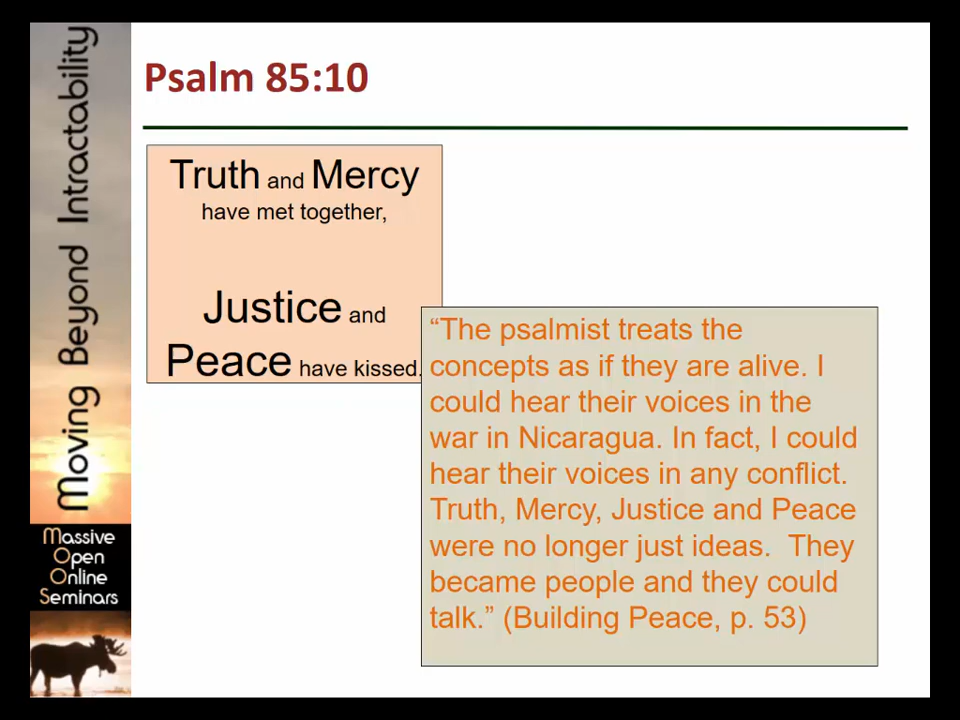 Moving Beyond Intractability
Massive
Open
Online
Seminars
Psalm 85:10
Truth and Mercy
have met together,
Justice and
Peace have kissed.
“The psalmist treats the
concepts as if they are alive. I
could hear their voices in the
war in Nicaragua. In fact, I could
hear their voices in any conflict.
Truth, Mercy, Justice and Peace
were no longer just ideas.  They
became people and they could
talk.” (Building Peace, p. 53)